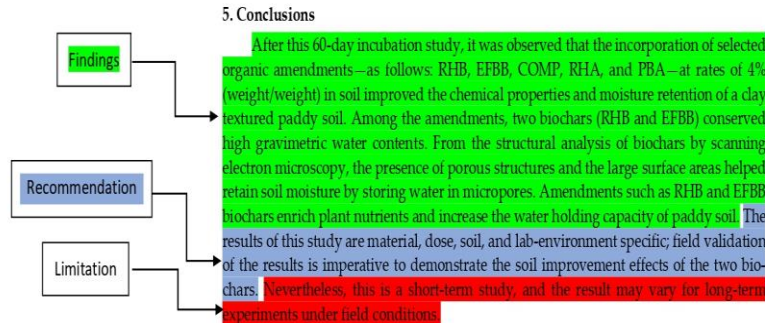 5. Conclusions
After this 60-day incubation study, it was observed that the incorporation of selected
organic amendments—as follows: RHB, EFBB, COMP, RHA, and PBA—at rates of 4%
(weight/weight) in soil improved the chemical properties and moisture retention of a clay
textured paddy soil. Among the amendments, two biochars (RHB and EFBB) conserved
high gravimetric water contents. From the structural analysis of biochars by scanning
electron microscopy, the presence of porous structures and the large surface areas helped
retain soil moisture by storing water in micropores. Amendments such as RHB and EFBB
biochars enrich plant nutrients and increase the water holding capacity of paddy soil. The
results of this study are material, dose, soil, and lab-environment specific; field validation
of the results is imperative to demonstrate the soil improvement effects of the two bio-
chars. Nevertheless, this is a short-term study, and the result may vary for long-term
experiments under field conditions.
Findings
Recommendation
Limitation